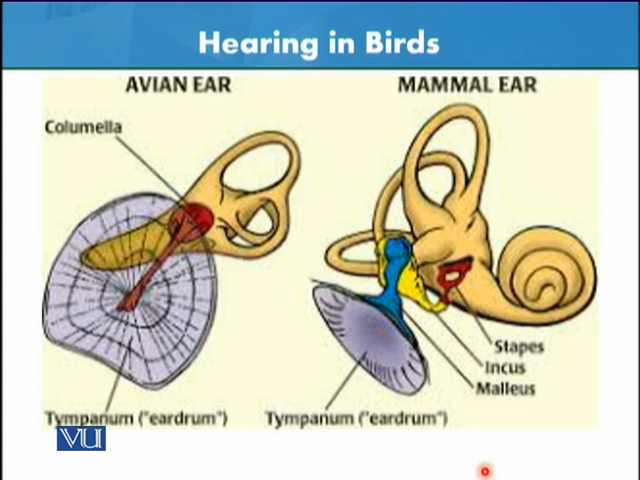 Hearing in Birds
AVIAN EAR
MAMMAL EAR
Columella
Stapes
Incus
Malleus
Tympanum ("eardrum")
Tympanum ("eardrum")
VU